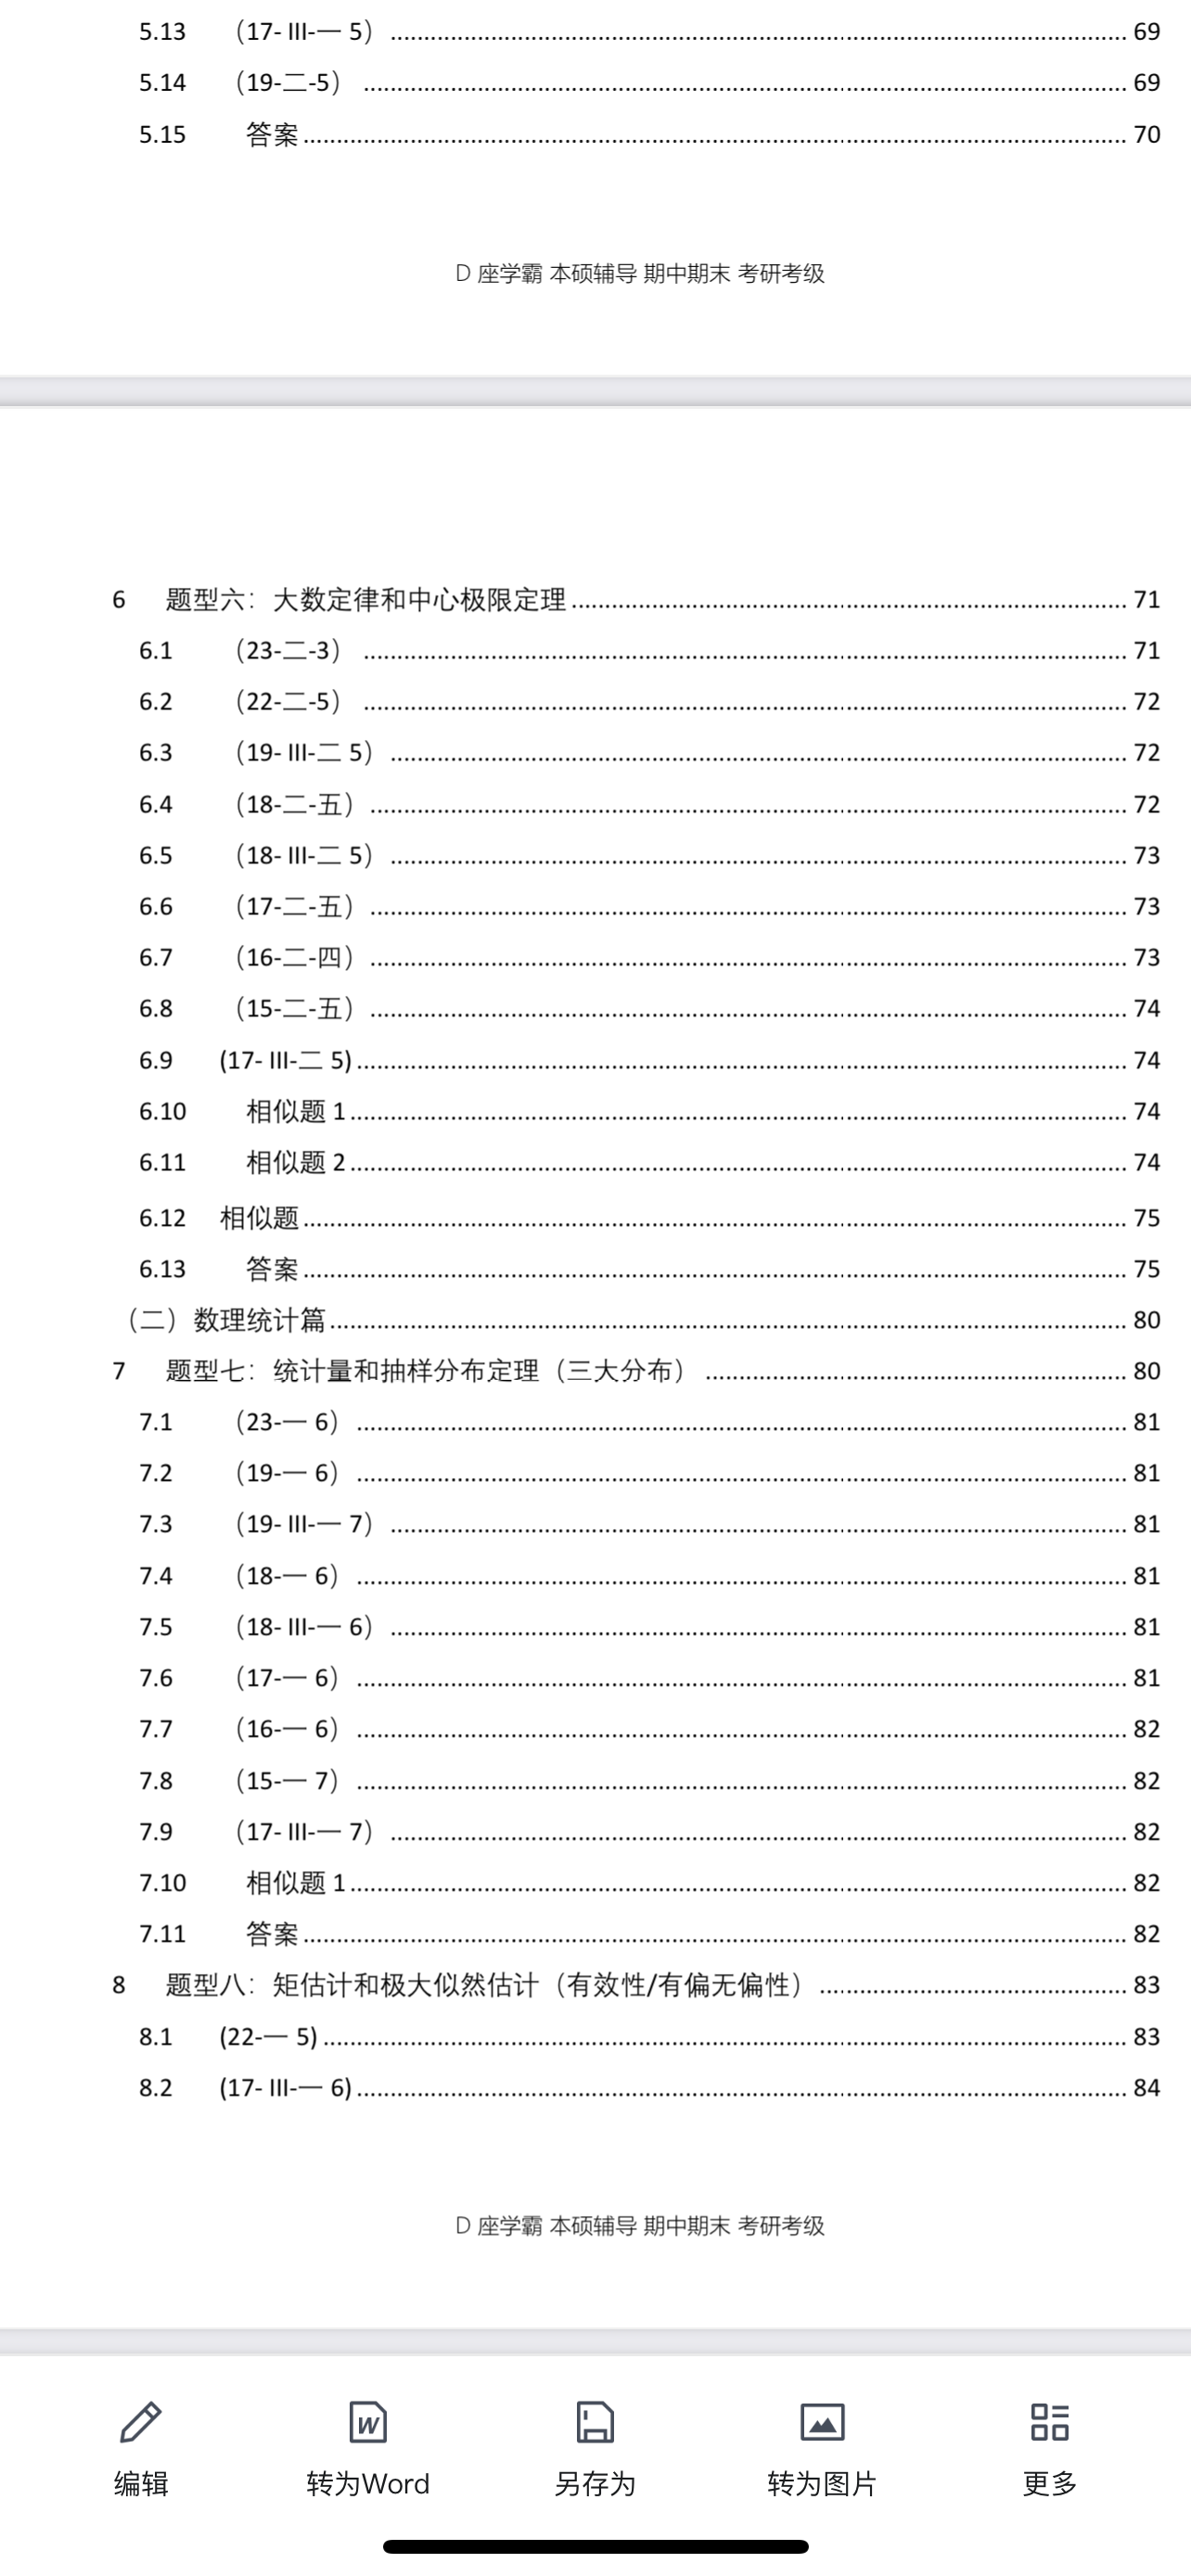 5.13 （17- III-一 5） 69
5.14 （19-二-5） 69
5.15 答案 70
D 座学霸 本硕辅导 期中期末 考研考级
6 题型六：大数定律和中心极限定理 71
6.1 （23-二-3） 71
6.2 （22-二-5） 72
6.3 （19- III-二 5） 72
6.4 （18-二-五） 72
6.5 （18- III-二 5） 73
6.6 （17-二-五） 73
6.7 （16-二-四） 73
6.8 （15-二-五） 74
6.9 (17- III-二 5) 74
6.10 相似题 1 74
6.11 相似题 2 74
6.12 相似题 75
6.13 答案 75
（二）数理统计篇 80
7 题型七：统计量和抽样分布定理（三大分布） 80
7.1 （23-一 6） 81
7.2 （19-一 6） 81
7.3 （19- III-一 7） 81
7.4 （18-一 6） 81
7.5 （18- III-一 6） 81
7.6 （17-一 6） 81
7.7 （16-一 6） 82
7.8 （15-一 7） 82
7.9 （17- III-一 7） 82
7.10 相似题 1 82
7.11 答案 82
8 题型八：矩估计和极大似然估计（有效性/有偏无偏性） 83
8.1 (22-一 5) 83
8.2 (17- III-一 6) 84
D 座学霸 本硕辅导 期中期末 考研考级
编辑 转为Word 另存为 转为图片 更多